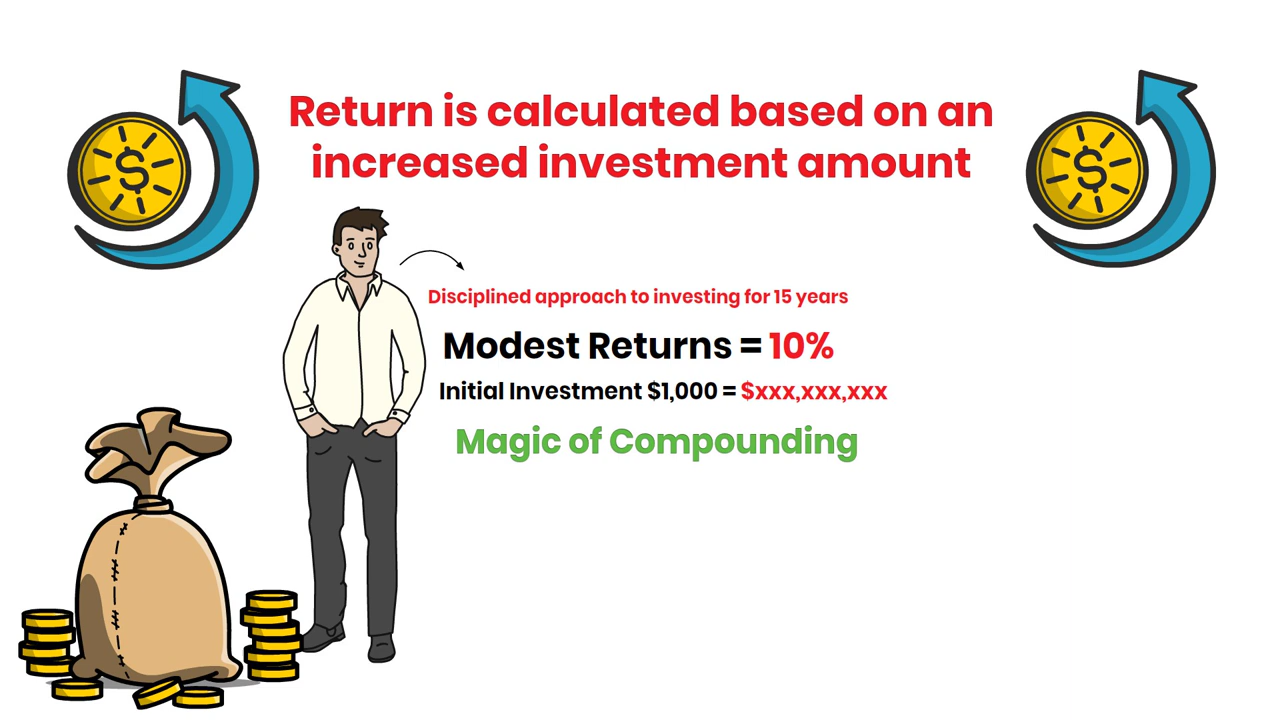 Return is calculated based on an
increased investment amount
Disciplined approach to investing for 15 years
Modest Returns = 10%
Initial Investment $1,000 = $xxx,xxx,xxx
Magic of Compounding